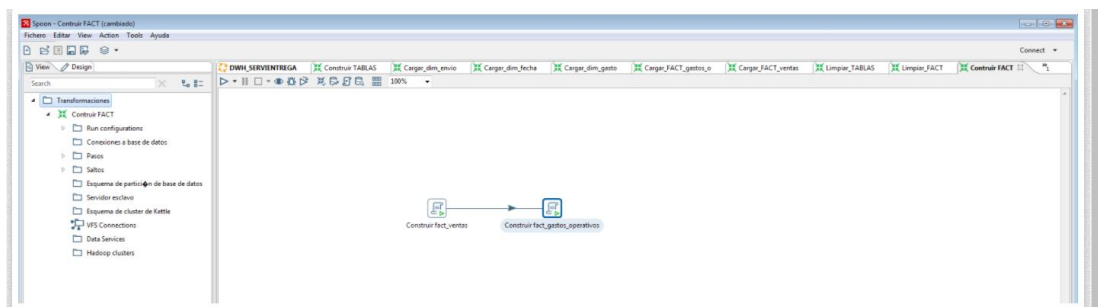 Spoon - Contruir FACT (cambiado)
Fichero Editar View Action Tools Ayuda
Connect
View Design
DWH_SERVIENTREGA Construir TABLAS Cargar_dim_envio Cargar_dim_fecha Cargar_dim_gasto Cargar_FACT_gastos_o Cargar_FACT_ventas Limpiar_TABLAS Limpiar_FACT Contruir FACT
Search
100%
Transformaciones
Contruir FACT
Run configurations
Conexiones a base de datos
Pasos
Saltos
Esquema de partici�n de base de datos
Servidor esclavo
Esquema de cluster de Kettle
VFS Connections
Data Services
Hadoop clusters
Construir fact_ventas Construir fact_gastos_operativos